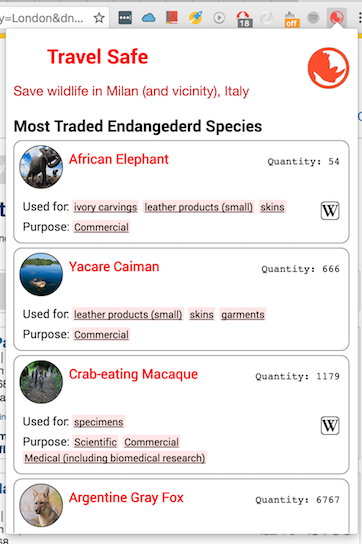 y=London&dn...
18
off
Travel Safe
Save wildlife in Milan (and vicinity), Italy
Most Traded Endangederd Species
African Elephant Quantity: 54
Used for: ivory carvings leather products (small) skins W
Purpose: Commercial
Yacare Caiman Quantity: 666
Used for: leather products (small) skins garments
Purpose: Commercial
Crab-eating Macaque Quantity: 1179
Used for: specimens W
Purpose: Scientific Commercial
Medical (including biomedical research)
Argentine Gray Fox Quantity: 6767